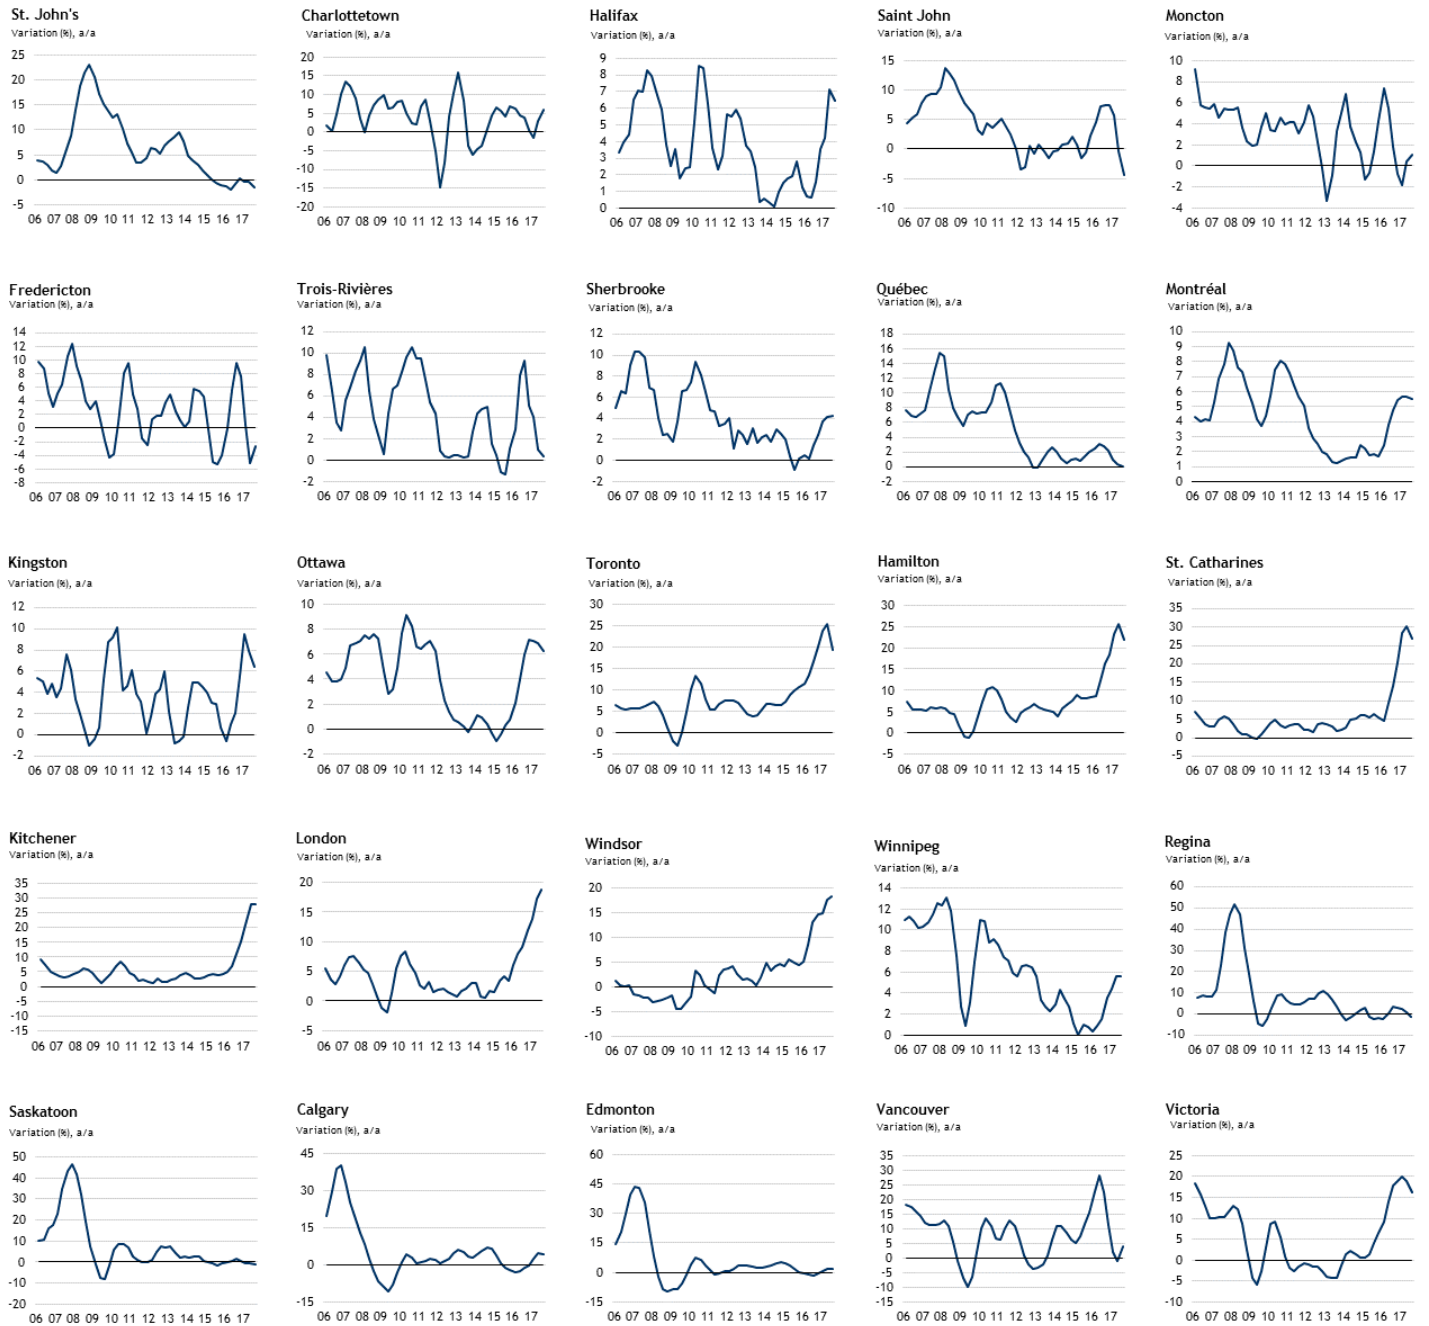 St. John's
Variation (%), a/a
25
20
15
10
5
0
-5
06 07 08 09 10 11 12 13 14 15 16 17
Charlottetown
Variation (%), a/a
20
15
10
5
0
-5
-10
-15
-20
06 07 08 09 10 11 12 13 14 15 16 17
Halifax
Variation (%), a/a
9
8
7
6
5
4
3
2
1
0
06 07 08 09 10 11 12 13 14 15 16 17
Saint John
Variation (%), a/a
15
10
5
0
-5
-10
06 07 08 09 10 11 12 13 14 15 16 17
Moncton
Variation (%), a/a
10
8
6
4
2
0
-2
-4
06 07 08 09 10 11 12 13 14 15 16 17
Fredericton
Variation (%), a/a
14
12
10
8
6
4
2
0
-2
-4
-6
-8
06 07 08 09 10 11 12 13 14 15 16 17
Trois-Rivières
Variation (%), a/a
12
10
8
6
4
2
0
-2
06 07 08 09 10 11 12 13 14 15 16 17
Sherbrooke
Variation (%), a/a
12
10
8
6
4
2
0
-2
06 07 08 09 10 11 12 13 14 15 16 17
Québec
Variation (%), a/a
18
16
14
12
10
8
6
4
2
0
-2
06 07 08 09 10 11 12 13 14 15 16 17
Montréal
Variation (%), a/a
10
9
8
7
6
5
4
3
2
1
0
06 07 08 09 10 11 12 13 14 15 16 17
Kingston
Variation (%), a/a
12
10
8
6
4
2
0
-2
06 07 08 09 10 11 12 13 14 15 16 17
Ottawa
Variation (%), a/a
10
8
6
4
2
0
-2
06 07 08 09 10 11 12 13 14 15 16 17
Toronto
Variation (%), a/a
30
25
20
15
10
5
0
-5
06 07 08 09 10 11 12 13 14 15 16 17
Hamilton
Variation (%), a/a
30
25
20
15
10
5
0
-5
06 07 08 09 10 11 12 13 14 15 16 17
St. Catharines
Variation (%), a/a
35
30
25
20
15
10
5
0
-5
06 07 08 09 10 11 12 13 14 15 16 17
Kitchener
Variation (%), a/a
35
30
25
20
15
10
5
0
-5
-10
-15
06 07 08 09 10 11 12 13 14 15 16 17
London
Variation (%), a/a
20
15
10
5
0
-5
06 07 08 09 10 11 12 13 14 15 16 17
Windsor
Variation (%), a/a
20
15
10
5
0
-5
-10
06 07 08 09 10 11 12 13 14 15 16 17
Winnipeg
Variation (%), a/a
14
12
10
8
6
4
2
0
06 07 08 09 10 11 12 13 14 15 16 17
Regina
Variation (%), a/a
60
50
40
30
20
10
0
-10
06 07 08 09 10 11 12 13 14 15 16 17
Saskatoon
Variation (%), a/a
50
40
30
20
10
0
-10
-20
06 07 08 09 10 11 12 13 14 15 16 17
Calgary
Variation (%), a/a
45
30
15
0
-15
06 07 08 09 10 11 12 13 14 15 16 17
Edmonton
Variation (%), a/a
60
45
30
15
0
-15
06 07 08 09 10 11 12 13 14 15 16 17
Vancouver
Variation (%), a/a
35
30
25
20
15
10
5
0
-5
-10
-15
06 07 08 09 10 11 12 13 14 15 16 17
Victoria
Variation (%), a/a
25
20
15
10
5
0
-5
-10
06 07 08 09 10 11 12 13 14 15 16 17